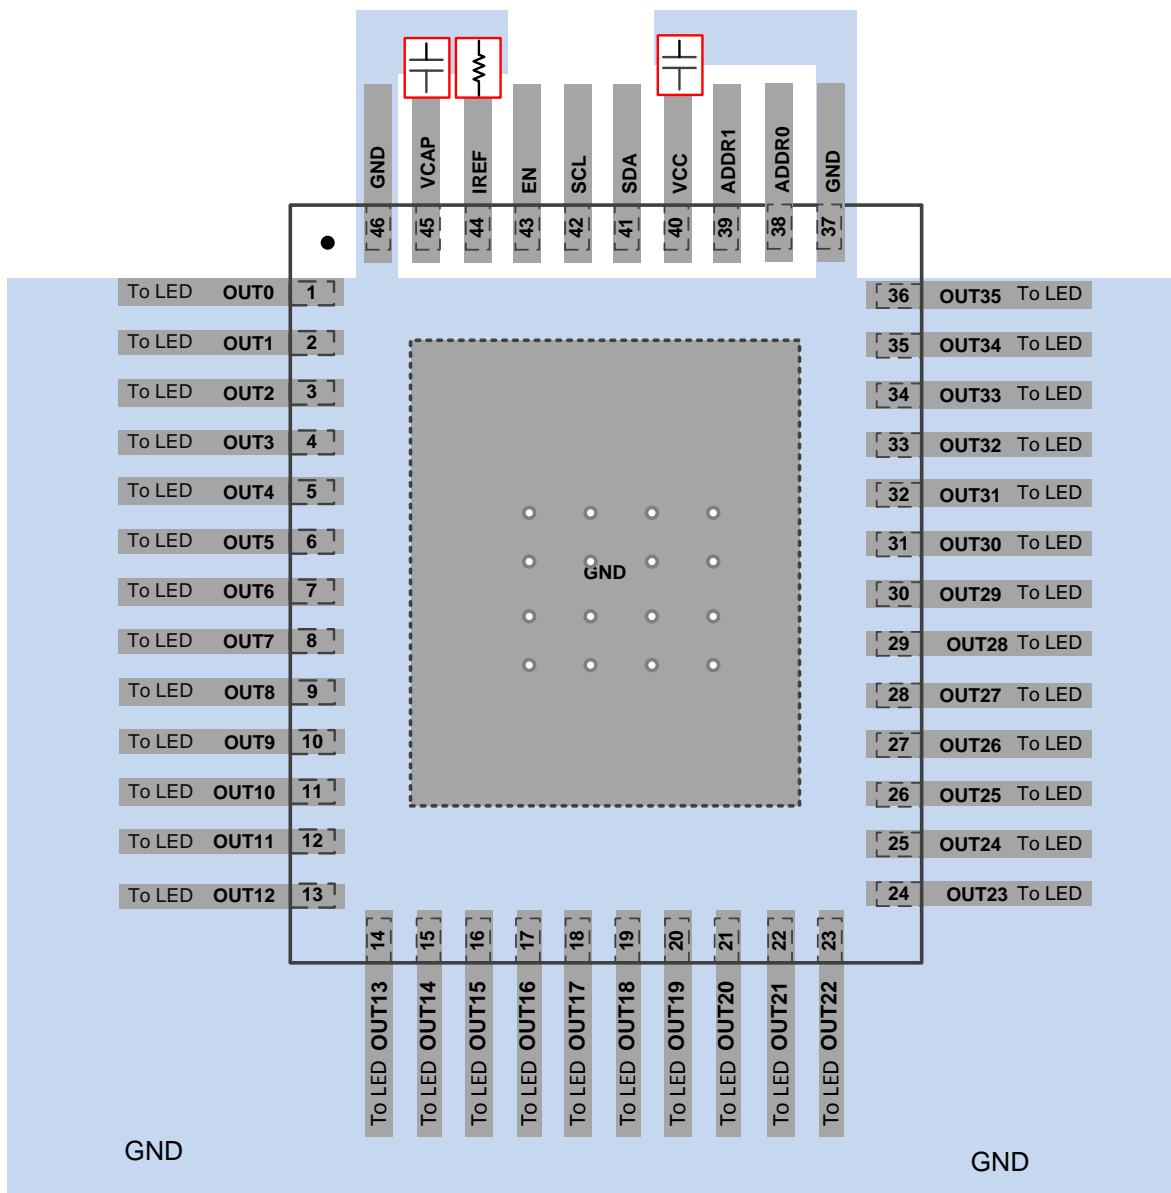 GND
VCAP
IREF
EN
SCL
SDA
VCC
ADDR1
ADDR0
GND
46
45
44
43
42
41
40
39
38
37
To LED OUT0 1
To LED OUT1 2
To LED OUT2 3
To LED OUT3 4
To LED OUT4 5
To LED OUT5 6
To LED OUT6 7
To LED OUT7 8
To LED OUT8 9
To LED OUT9 10
To LED OUT10 11
To LED OUT11 12
To LED OUT12 13
36 OUT35 To LED
35 OUT34 To LED
34 OUT33 To LED
33 OUT32 To LED
32 OUT31 To LED
31 OUT30 To LED
30 OUT29 To LED
29 OUT28 To LED
28 OUT27 To LED
27 OUT26 To LED
26 OUT25 To LED
25 OUT24 To LED
24 OUT23 To LED
GND
To LED OUT13 14
To LED OUT14 15
To LED OUT15 16
To LED OUT16 17
To LED OUT17 18
To LED OUT18 19
To LED OUT19 20
To LED OUT20 21
To LED OUT21 22
To LED OUT22 23
GND
GND